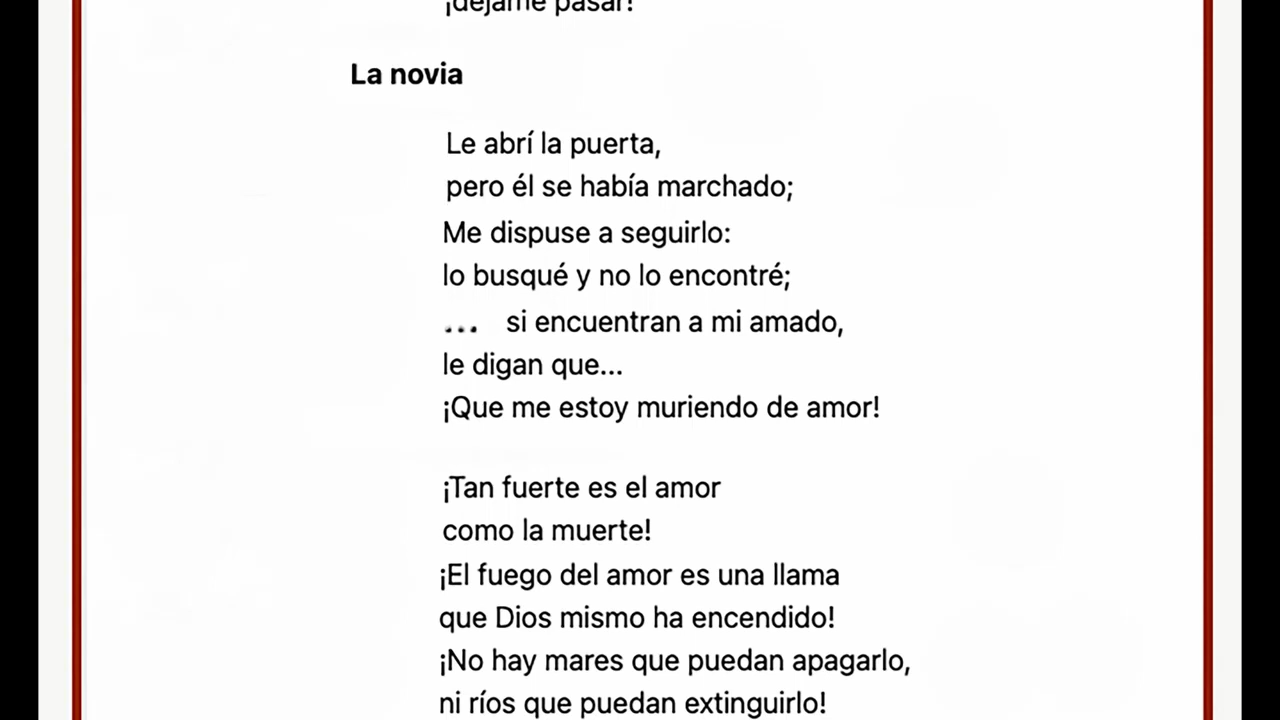 ¡déjame pasar!
La novia
Le abrí la puerta,
pero él se había marchado;
Me dispuse a seguirlo:
lo busqué y no lo encontré;
... si encuentran a mi amado,
le digan que...
¡Que me estoy muriendo de amor!
¡Tan fuerte es el amor
como la muerte!
¡El fuego del amor es una llama
que Dios mismo ha encendido!
¡No hay mares que puedan apagarlo,
ni ríos que puedan extinguirlo!